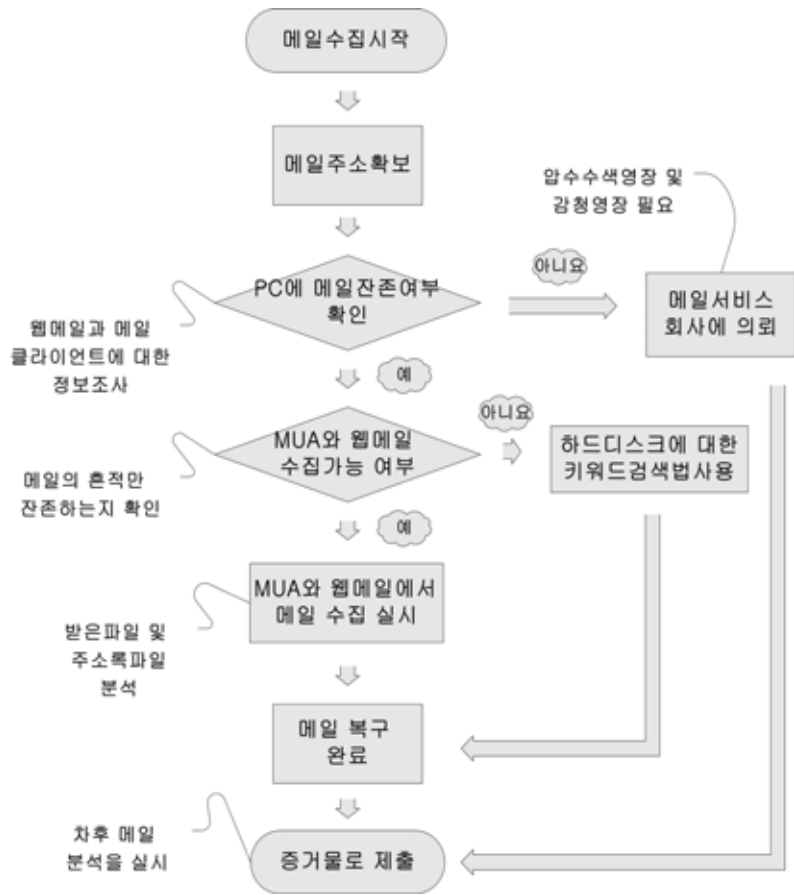 메일수집시작
메일주소확보
압수수색영장 및
감청영장 필요
PC에 메일잔존여부
확인
아니요
메일서비스
회사에 의뢰
웹메일과 메일
클라이언트에 대한
정보조사
예
MUA와 웹메일
수집가능 여부
아니요
하드디스크에 대한
키워드검색법사용
메일의 흔적만
잔존하는지 확인
예
MUA와 웹메일에서
메일 수집 실시
받은파일 및
주소록파일
분석
메일 복구
완료
차후 메일
분석을 실시
증거물로 제출